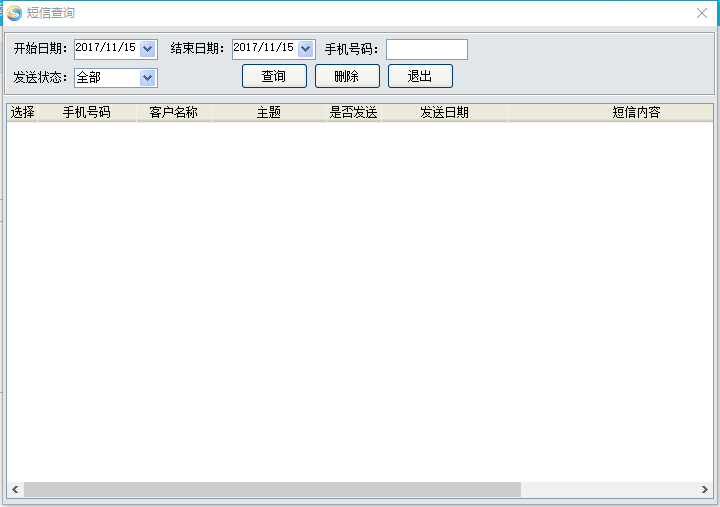 短信查询
开始日期： 2017/11/15 结束日期： 2017/11/15 手机号码：
发送状态： 全部 查询 删除 退出
选择 手机号码 客户名称 主题 是否发送 发送日期 短信内容